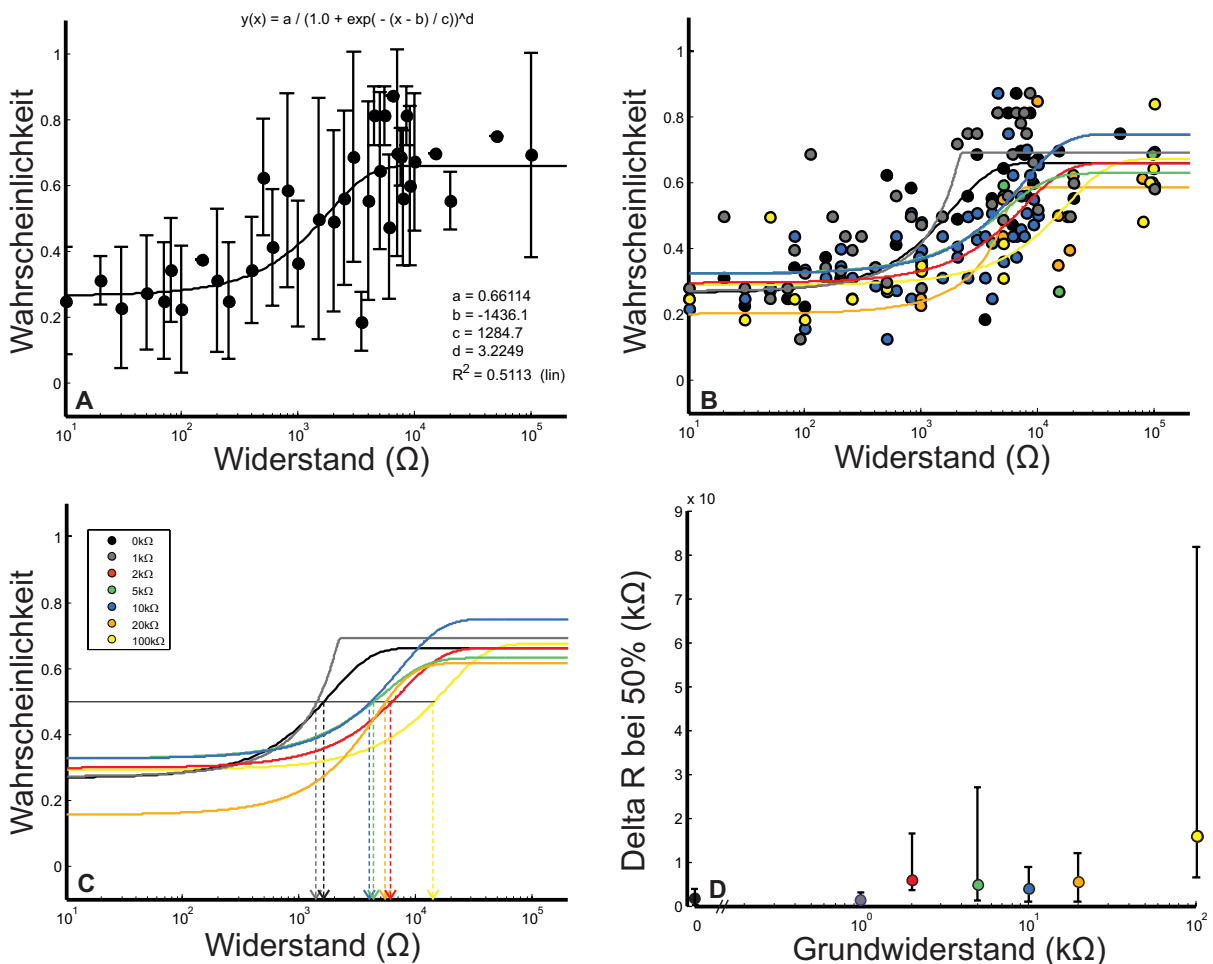 y(x) = a / (1.0 + exp( - (x - b) / c))^d
Wahrscheinlichkeit
1
0.8
0.6
0.4
0.2
0
a = 0.66114
b = -1436.1
c = 1284.7
d = 3.2249
R² = 0.5113 (lin)
A
10¹ 10² 10³ 10⁴ 10⁵
Widerstand (Ω)
Wahrscheinlichkeit
1
0.8
0.6
0.4
0.2
0
B
10¹ 10² 10³ 10⁴ 10⁵
Widerstand (Ω)
Wahrscheinlichkeit
1
0.8
0.6
0.4
0.2
0
0kΩ
1kΩ
2kΩ
5kΩ
10kΩ
20kΩ
100kΩ
C
10¹ 10² 10³ 10⁴ 10⁵
Widerstand (Ω)
x 10
Delta R bei 50% (kΩ)
9
8
7
6
5
4
3
2
1
0
D
0 10⁰ 10¹ 10²
Grundwiderstand (kΩ)